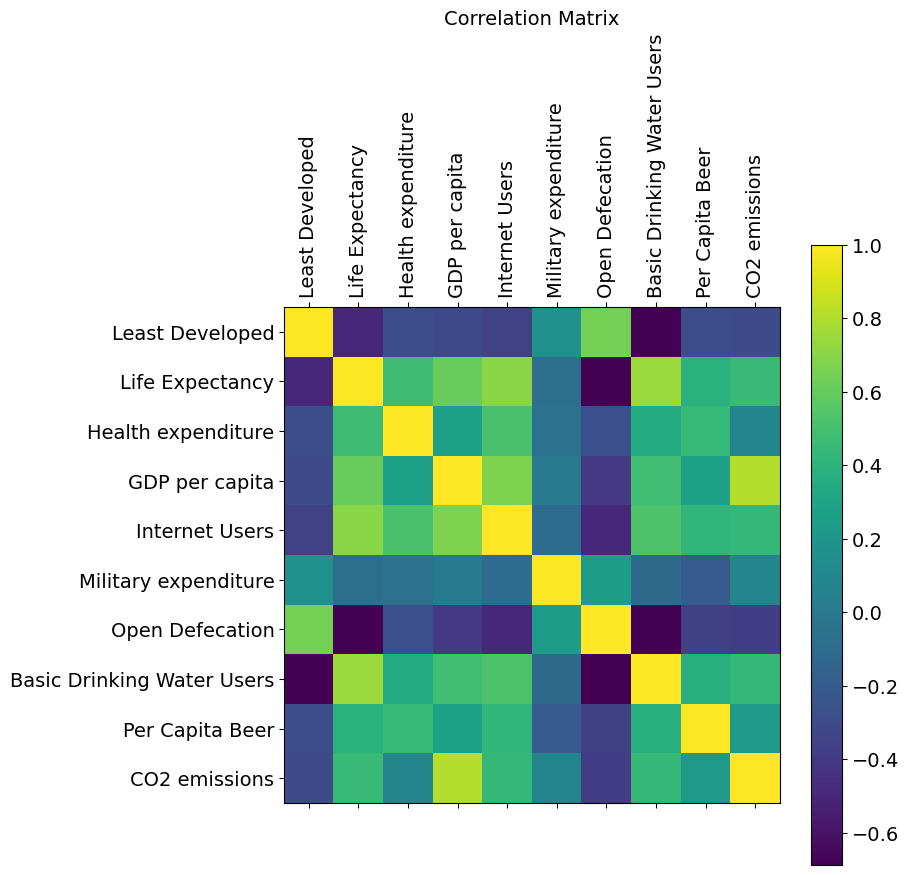 Correlation Matrix
Least Developed
Life Expectancy
Health expenditure
GDP per capita
Internet Users
Military expenditure
Open Defecation
Basic Drinking Water Users
Per Capita Beer
CO2 emissions
Least Developed
Life Expectancy
Health expenditure
GDP per capita
Internet Users
Military expenditure
Open Defecation
Basic Drinking Water Users
Per Capita Beer
CO2 emissions
1.0
0.8
0.6
0.4
0.2
0.0
−0.2
−0.4
−0.6